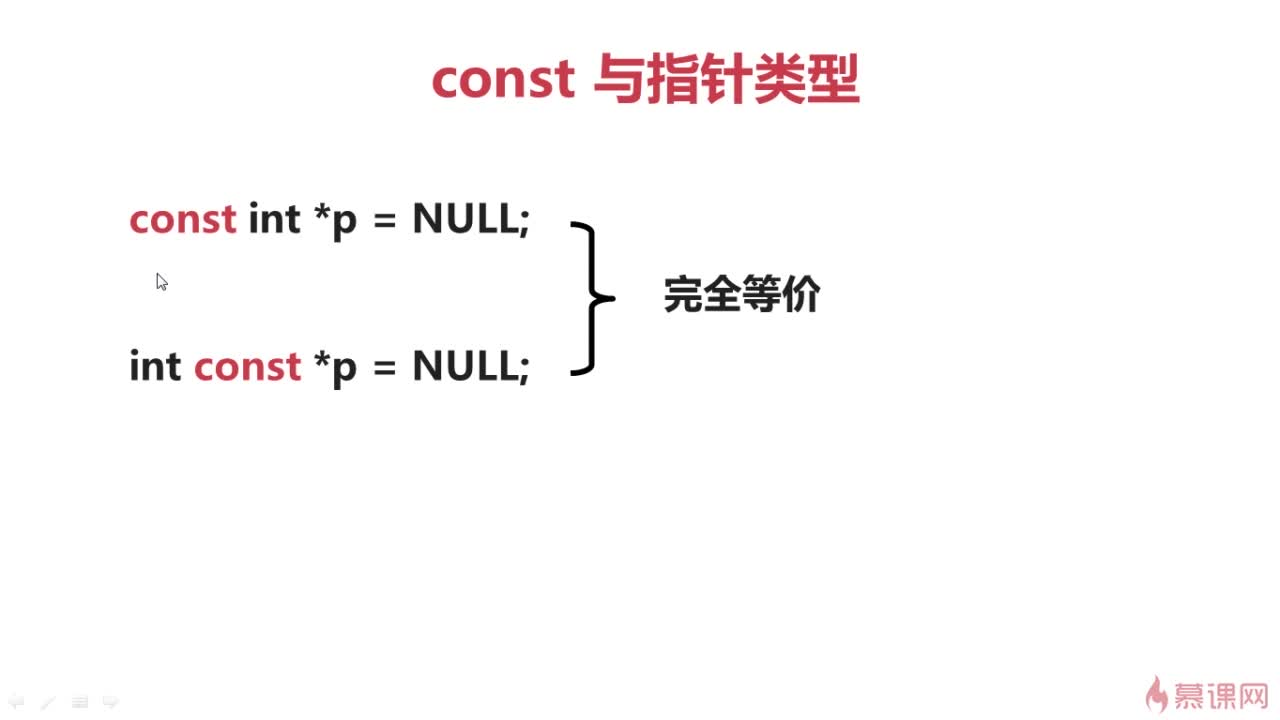 const 与指针类型
const int *p = NULL;
完全等价
int const *p = NULL;
慕课网